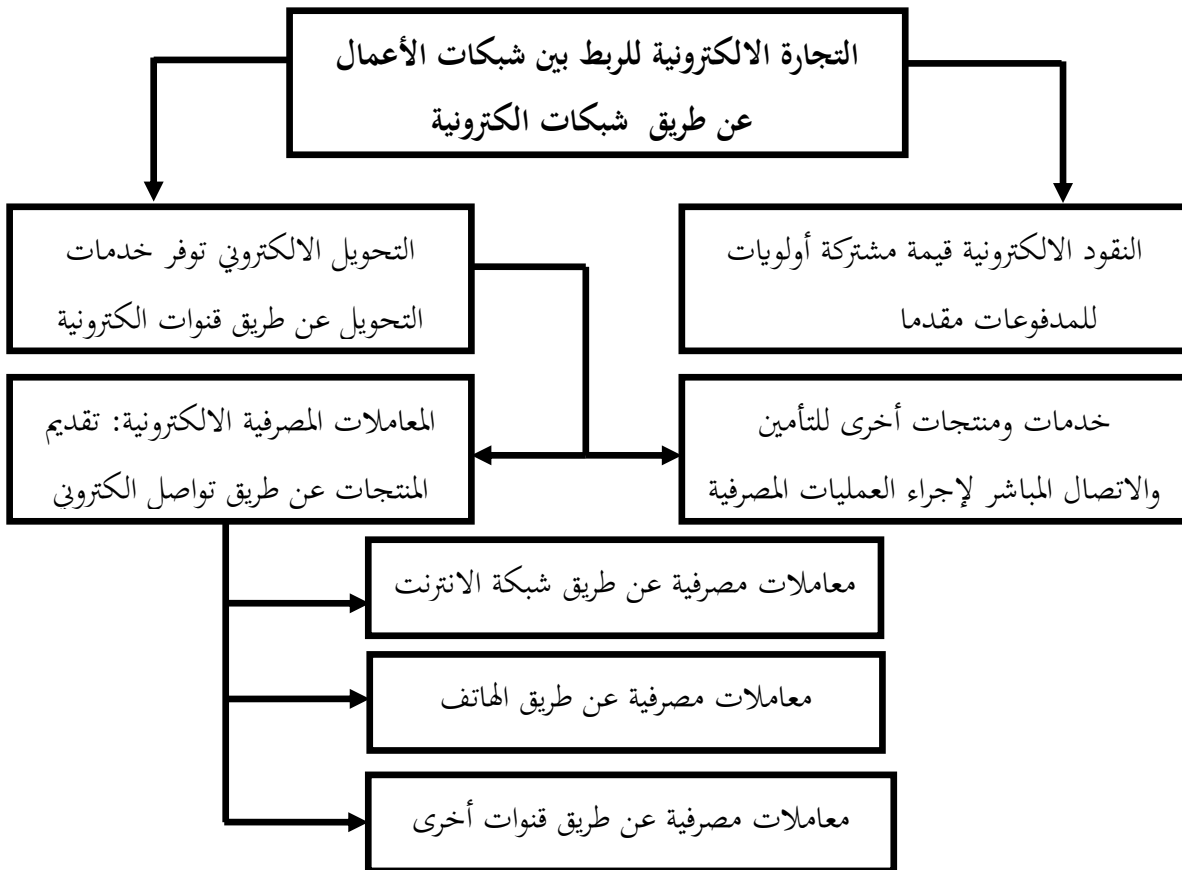 التجارة الالكترونية للربط بين شبكات الأعمال
عن طريق شبكات الكترونية
النقود الالكترونية قيمة مشتركة أولويات
للمدفوعات مقدما
التحويل الالكتروني توفر خدمات
التحويل عن طريق قنوات الكترونية
خدمات ومنتجات أخرى للتأمين
والاتصال المباشر لإجراء العمليات المصرفية
المعاملات المصرفية الالكترونية: تقديم
المنتجات عن طريق تواصل الكتروني
معاملات مصرفية عن طريق شبكة الانترنت
معاملات مصرفية عن طريق الهاتف
معاملات مصرفية عن طريق قنوات أخرى